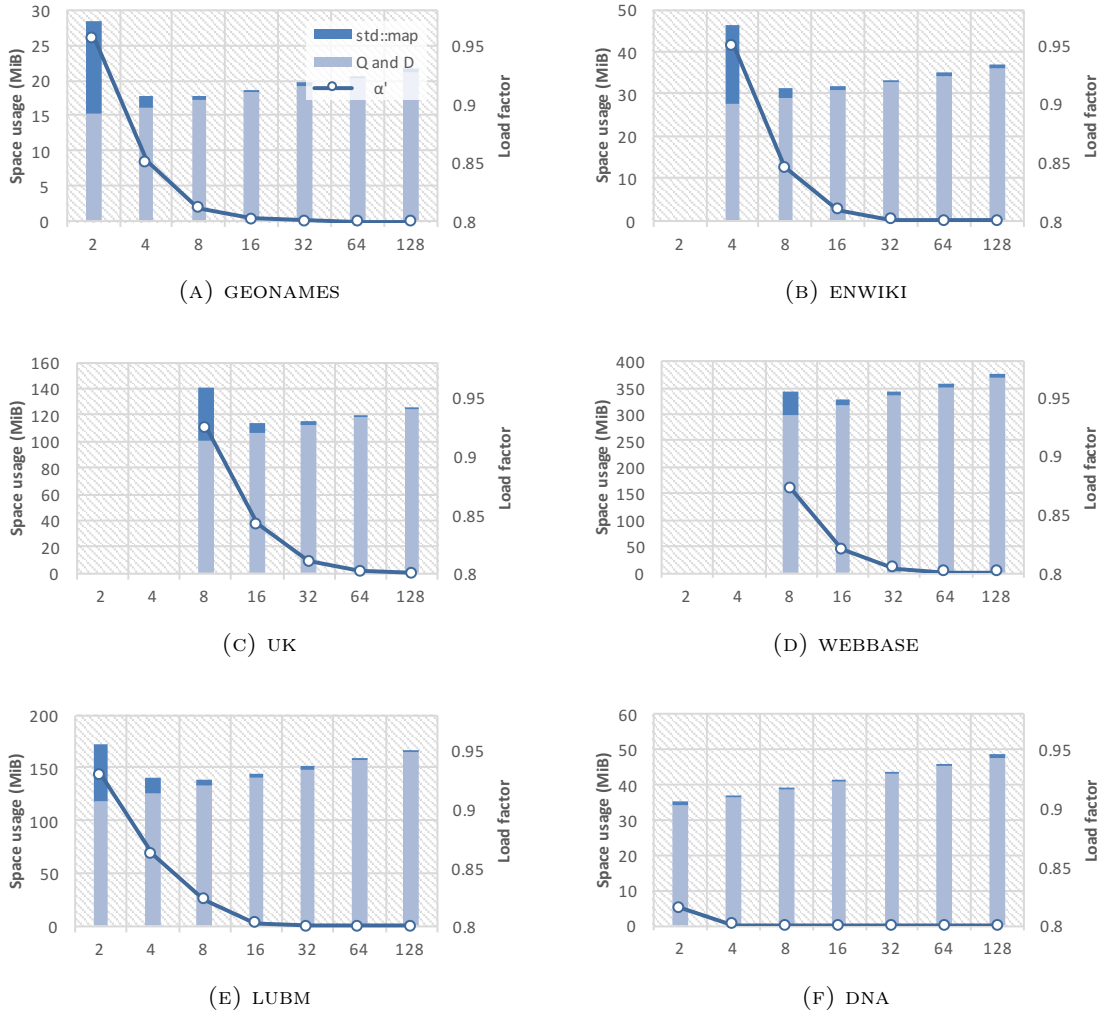 30
25
20
15
10
5
0
Space usage (MiB)
std::map
Q and D
α'
0.95
0.9
0.85
0.8
Load factor
2 4 8 16 32 64 128
(A) GEONAMES
50
40
30
20
10
0
Space usage (MiB)
0.95
0.9
0.85
0.8
Load factor
2 4 8 16 32 64 128
(B) ENWIKI
160
140
120
100
80
60
40
20
0
Space usage (MiB)
0.95
0.9
0.85
0.8
Load factor
2 4 8 16 32 64 128
(C) UK
400
350
300
250
200
150
100
50
0
Space usage (MiB)
0.95
0.9
0.85
0.8
Load factor
2 4 8 16 32 64 128
(D) WEBBASE
200
150
100
50
0
Space usage (MiB)
0.95
0.9
0.85
0.8
Load factor
2 4 8 16 32 64 128
(E) LUBM
60
50
40
30
20
10
0
Space usage (MiB)
0.95
0.9
0.85
0.8
Load factor
2 4 8 16 32 64 128
(F) DNA